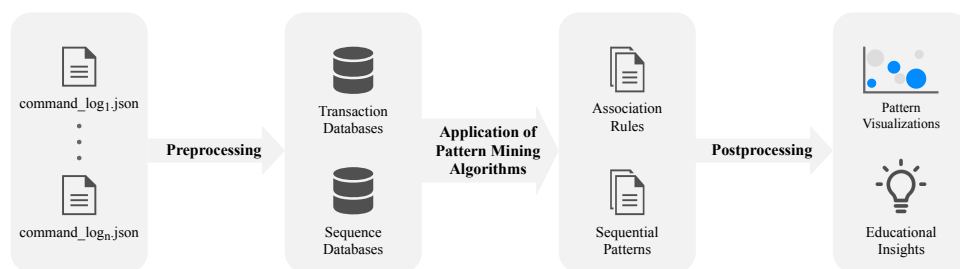 command_log₁.json
command_logₙ.json
Preprocessing
Transaction
Databases
Sequence
Databases
Application of
Pattern Mining
Algorithms
Association
Rules
Sequential
Patterns
Postprocessing
Pattern
Visualizations
Educational
Insights